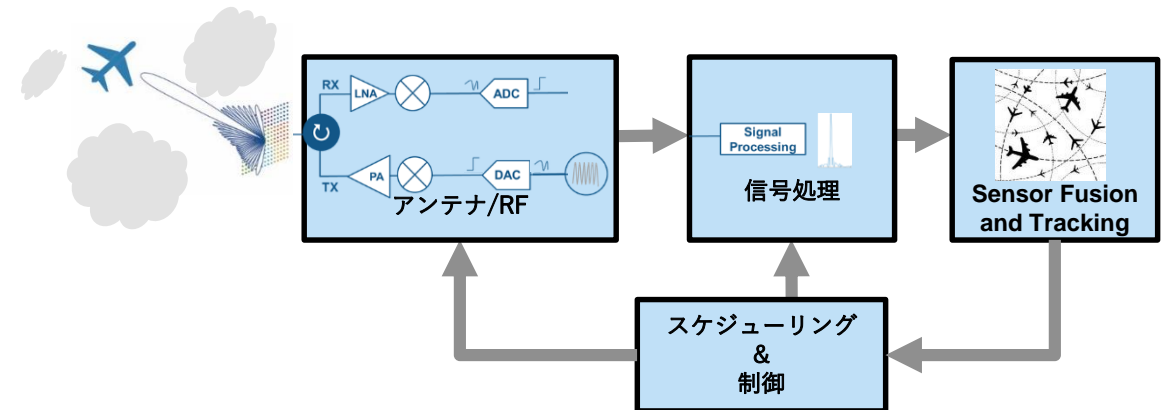 RX
LNA
ADC
TX
PA
DAC
アンテナ/RF
Signal
Processing
信号処理
Sensor Fusion
and Tracking
スケジューリング
&
制御